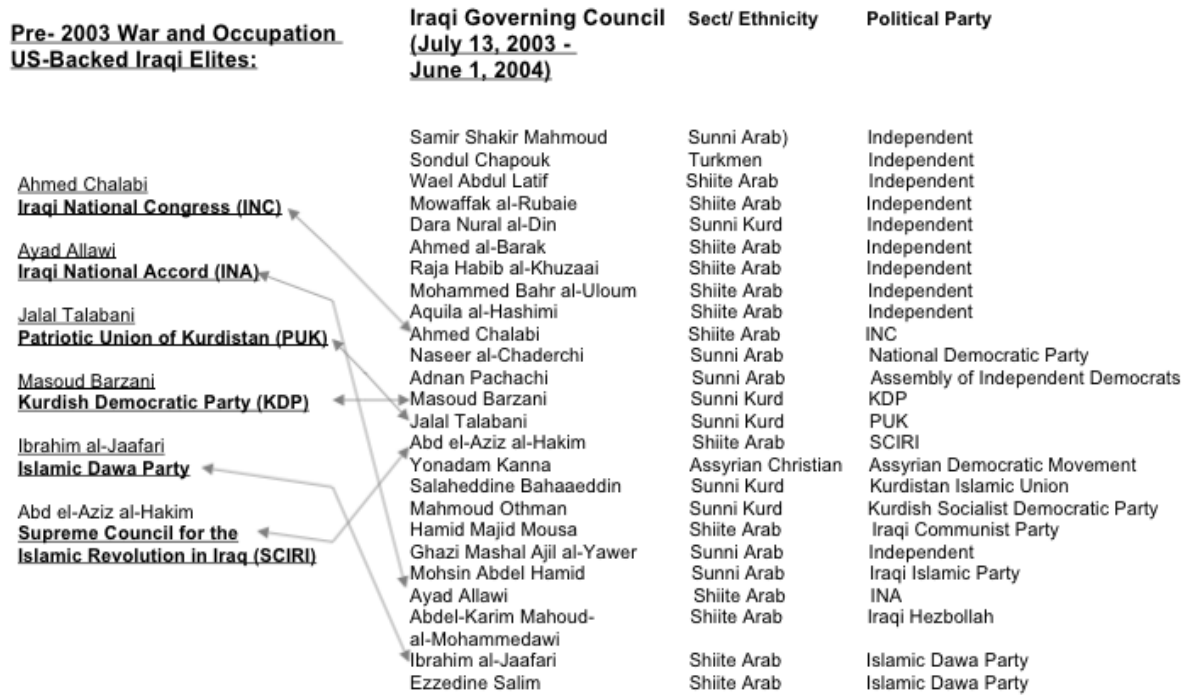 Pre- 2003 War and Occupation
US-Backed Iraqi Elites:
Ahmed Chalabi
Iraqi National Congress (INC)
Ayad Allawi
Iraqi National Accord (INA)
Jalal Talabani
Patriotic Union of Kurdistan (PUK)
Masoud Barzani
Kurdish Democratic Party (KDP)
Ibrahim al-Jaafari
Islamic Dawa Party
Abd el-Aziz al-Hakim
Supreme Council for the
Islamic Revolution in Iraq (SCIRI)
Iraqi Governing Council Sect/ Ethnicity Political Party
(July 13, 2003 -
June 1, 2004)
Samir Shakir Mahmoud Sunni Arab) Independent
Sondul Chapouk Turkmen Independent
Wael Abdul Latif Shiite Arab Independent
Mowaffak al-Rubaie Shiite Arab Independent
Dara Nural al-Din Sunni Kurd Independent
Ahmed al-Barak Shiite Arab Independent
Raja Habib al-Khuzaai Shiite Arab Independent
Mohammed Bahr al-Uloum Shiite Arab Independent
Aquila al-Hashimi Shiite Arab Independent
Ahmed Chalabi Shiite Arab INC
Naseer al-Chaderchi Sunni Arab National Democratic Party
Adnan Pachachi Sunni Arab Assembly of Independent Democrats
Masoud Barzani Sunni Kurd KDP
Jalal Talabani Sunni Kurd PUK
Abd el-Aziz al-Hakim Shiite Arab SCIRI
Yonadam Kanna Assyrian Christian Assyrian Democratic Movement
Salaheddine Bahaaeddin Sunni Kurd Kurdistan Islamic Union
Mahmoud Othman Sunni Kurd Kurdish Socialist Democratic Party
Hamid Majid Mousa Shiite Arab Iraqi Communist Party
Ghazi Mashal Ajil al-Yawer Sunni Arab Independent
Mohsin Abdel Hamid Sunni Arab Iraqi Islamic Party
Ayad Allawi Shiite Arab INA
Abdel-Karim Mahoud- Shiite Arab Iraqi Hezbollah
al-Mohammedawi
Ibrahim al-Jaafari Shiite Arab Islamic Dawa Party
Ezzedine Salim Shiite Arab Islamic Dawa Party